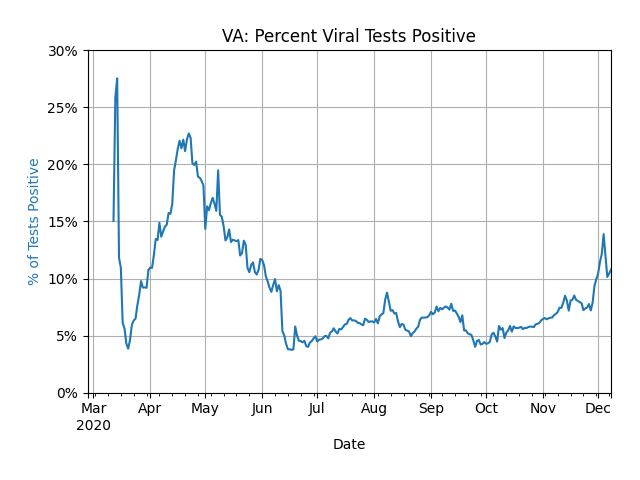 VA: Percent Viral Tests Positive
30%
25%
20%
15%
10%
5%
0%
% of Tests Positive
Mar Apr May Jun Jul Aug Sep Oct Nov Dec
2020
Date